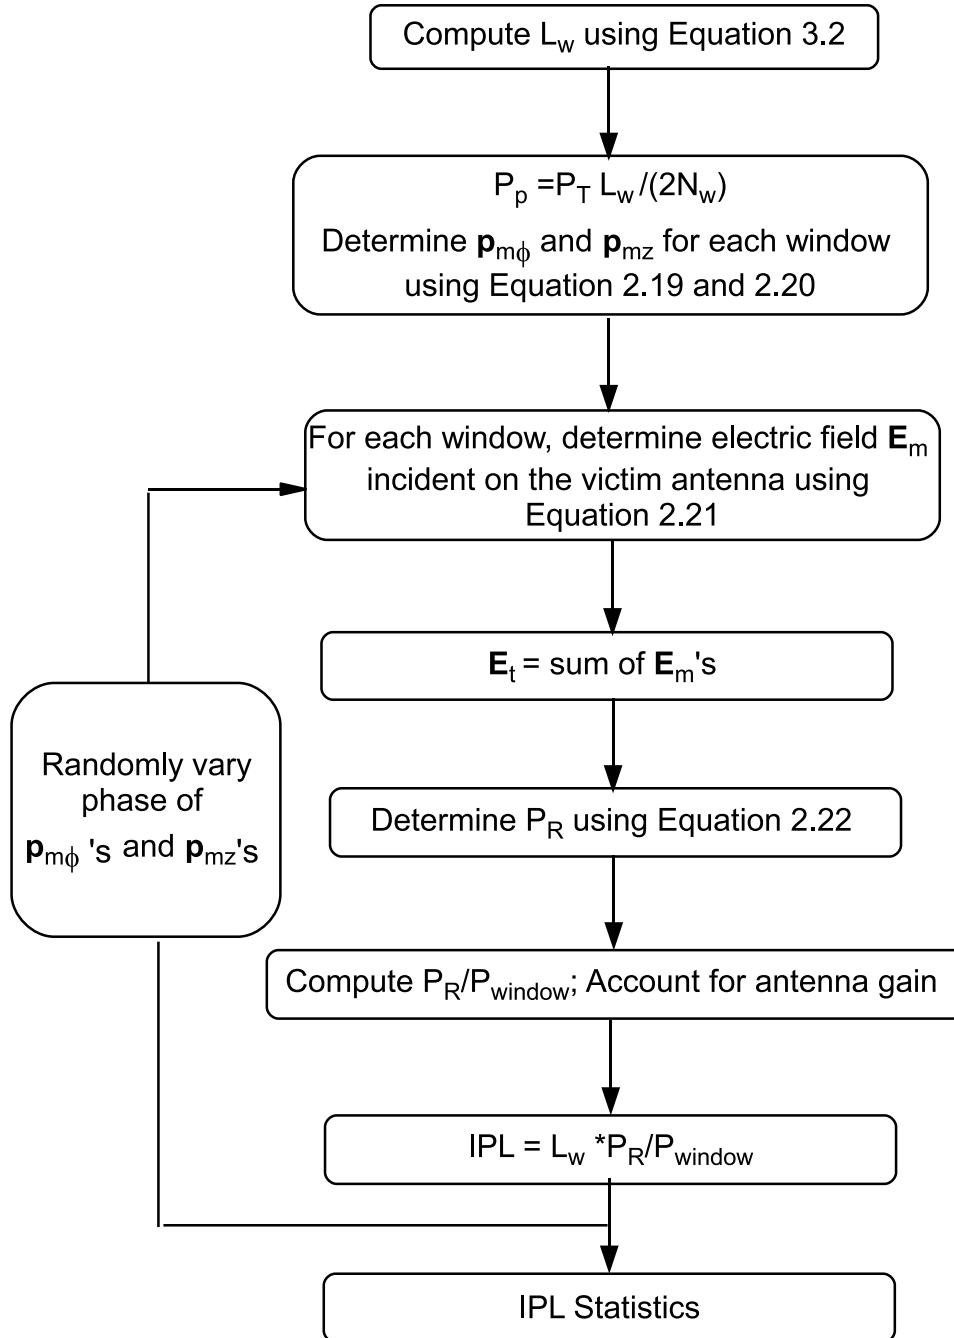 Compute Lw using Equation 3.2
Pp =PT Lw /(2Nw)
Determine pmϕ and pmz for each window
using Equation 2.19 and 2.20
For each window, determine electric field Em
incident on the victim antenna using
Equation 2.21
Et = sum of Em's
Randomly vary
phase of
pmϕ 's and pmz's
Determine PR using Equation 2.22
Compute PR/Pwindow; Account for antenna gain
IPL = Lw *PR/Pwindow
IPL Statistics